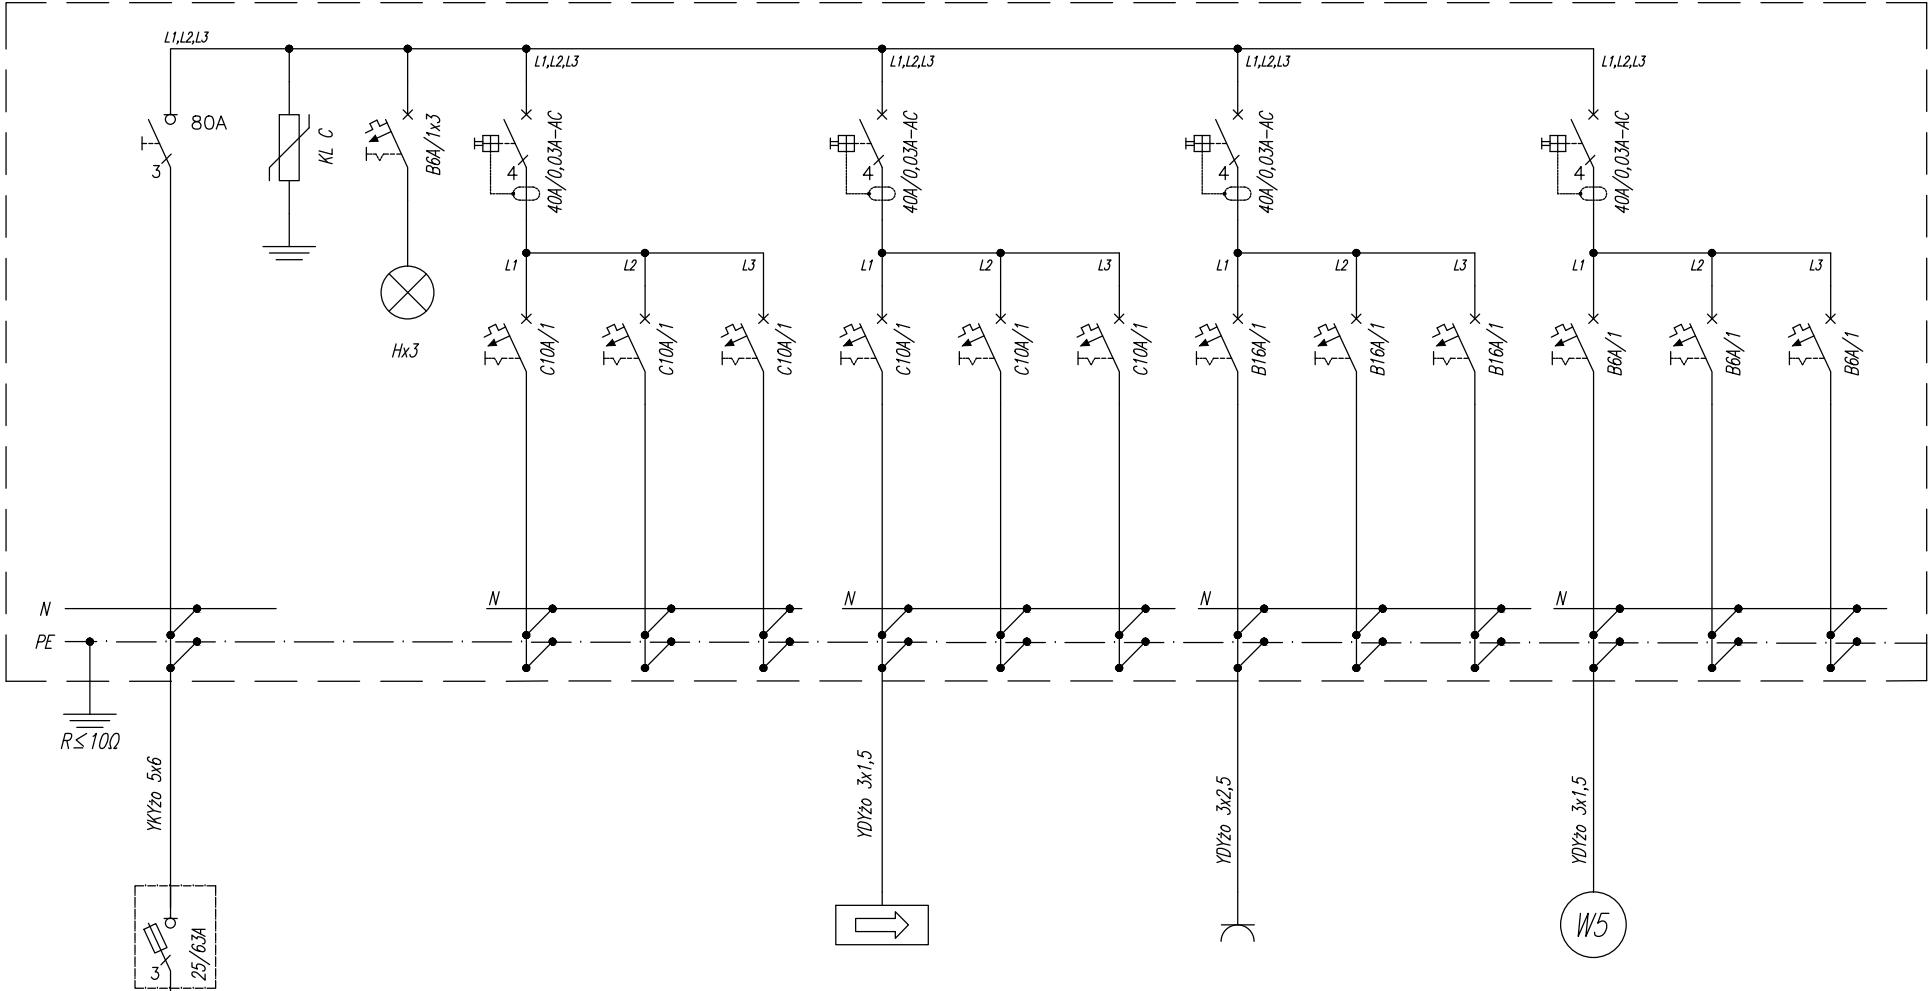 L1,L2,L3
L1,L2,L3
L1,L2,L3
L1,L2,L3
L1,L2,L3
80A
3
KL C
B6A/1x3
4
40A/0,03A-AC
4
40A/0,03A-AC
4
40A/0,03A-AC
4
40A/0,03A-AC
L1
L2
L3
L1
L2
L3
L1
L2
L3
L1
L2
L3
Hx3
C10A/1
C10A/1
C10A/1
C10A/1
C10A/1
C10A/1
B16A/1
B16A/1
B16A/1
B6A/1
B6A/1
B6A/1
N
N
N
N
N
PE
R≤10Ω
YKYżo 5x6
YDYżo 3x1,5
YDYżo 3x2,5
YDYżo 3x1,5
3
25/63A
W5